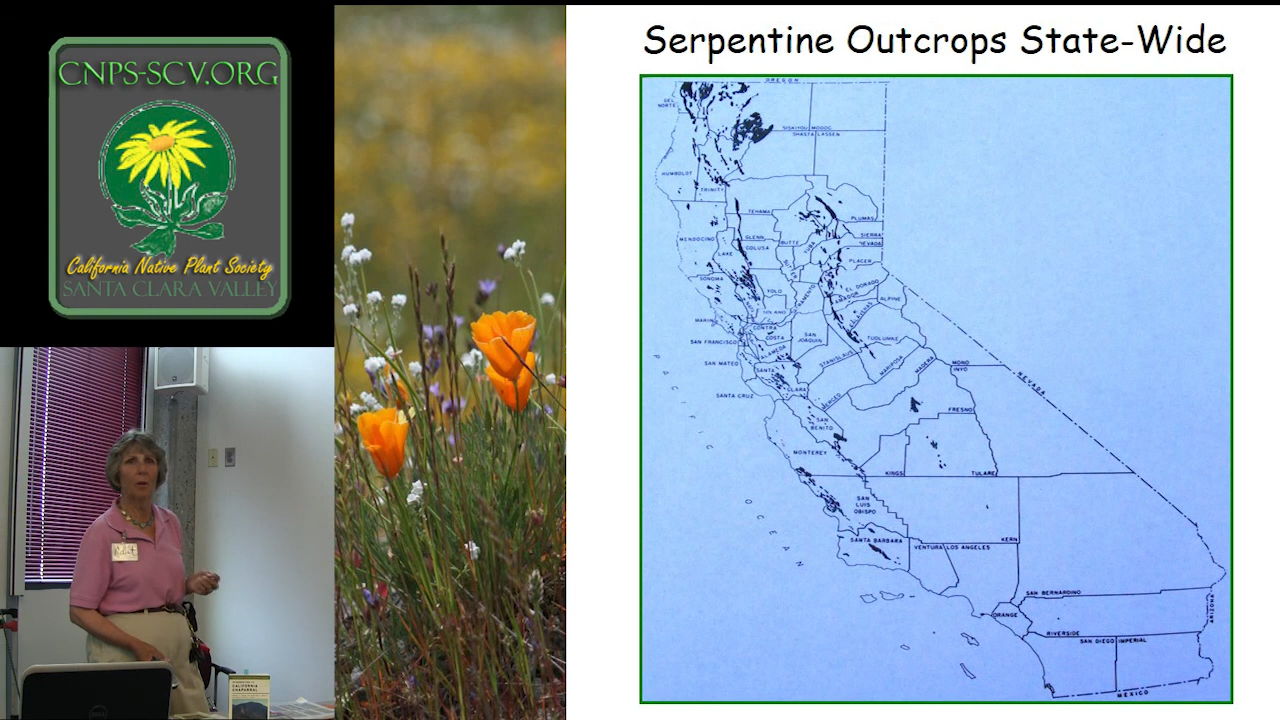 CNPS-SCV.ORG
California Native Plant Society
SANTA CLARA VALLEY
CALIFORNIA
CHAPARRAL
Serpentine Outcrops State-Wide
OREGON
DEL
NORTE
SISKIYOU MODOC
SHASTA LASSEN
HUMBOLDT
TRINITY
TEHAMA
PLUMAS
MENDOCINO
GLENN
BUTTE
SIERRA
NEVADA
COLUSA
YUBA
LAKE
PLACER
SONOMA
YOLO
EL DORADO
AMADOR
ALPINE
SOLANO
MARIN
CONTRA
COSTA
SAN
JOAQUIN
TUOLUMNE
SAN FRANCISCO
ALAMEDA
STANISLAUS
MARIPOSA
MADERA
MONO
INYO
NEVADA
SAN MATEO
SANTA
CLARA
SANTA CRUZ
MERCED
SAN
BENITO
FRESNO
MONTEREY
KINGS
TULARE
PACIFIC
OCEAN
SAN
LUIS
OBISPO
SANTA BARBARA
KERN
VENTURA
LOS ANGELES
SAN BERNARDINO
ORANGE
ARIZONA
RIVERSIDE
SAN DIEGO
IMPERIAL
MEXICO